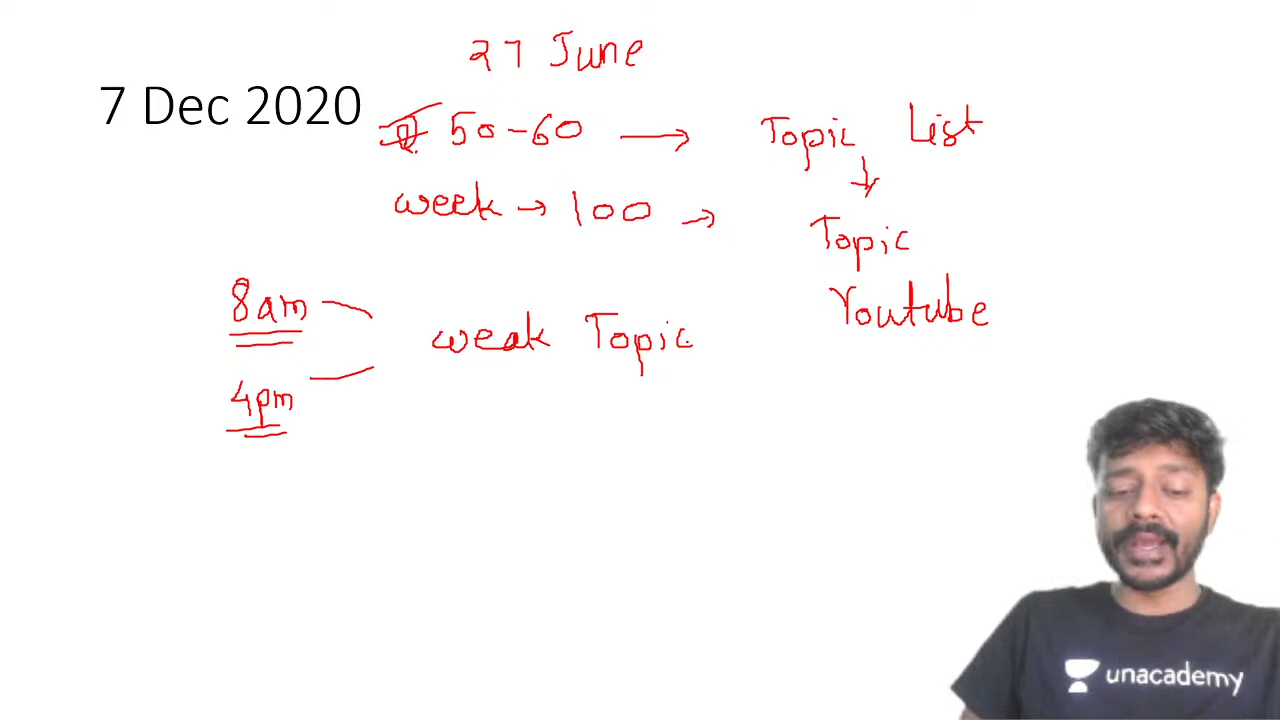 27 June
7 Dec 2020
50-60 → Topic List
week → 100 → Topic
Youtube
8am
weak Topic
4pm
unacademy